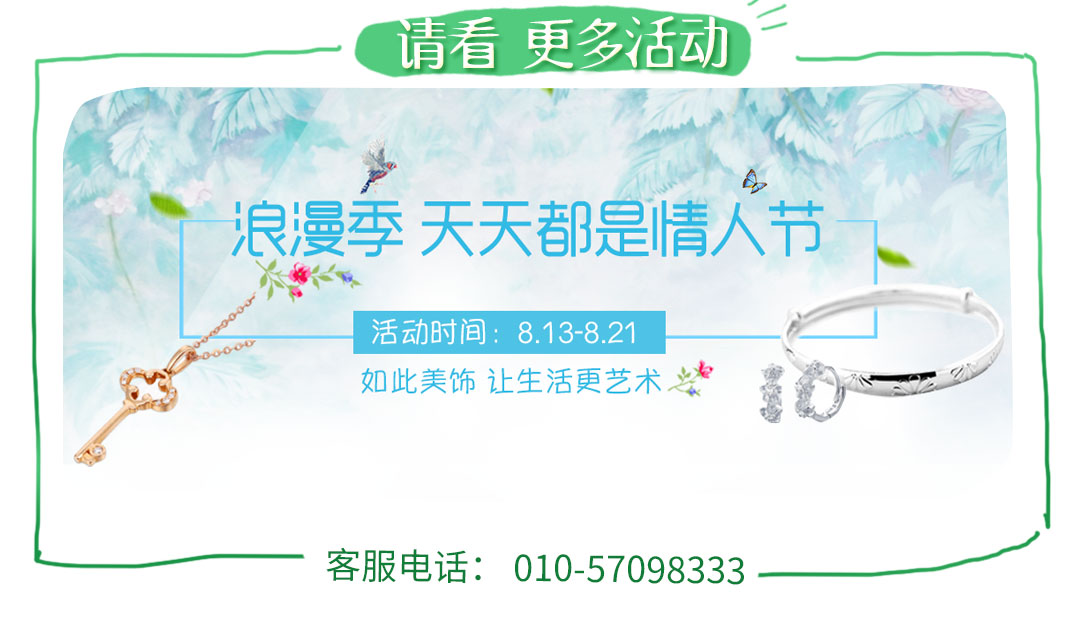 请看 更多活动
浪漫季 天天都是情人节
活动时间：8.13-8.21
如此美饰 让生活更艺术
客服电话： 010-57098333